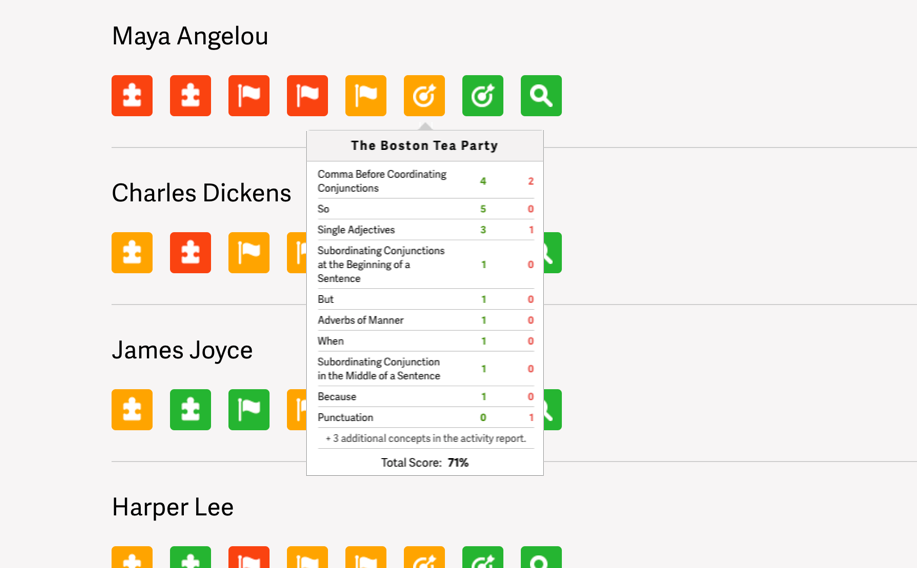 Maya Angelou
The Boston Tea Party
Comma Before Coordinating
Conjunctions 4 2
So 5 0
Single Adjectives 3 1
Subordinating Conjunctions
at the Beginning of a
Sentence 1 0
But 1 0
Adverbs of Manner 1 0
When 1 0
Subordinating Conjunction
in the Middle of a Sentence 1 0
Because 1 0
Punctuation 0 1
+ 3 additional concepts in the activity report.
Total Score: 71%
Charles Dickens
James Joyce
Harper Lee